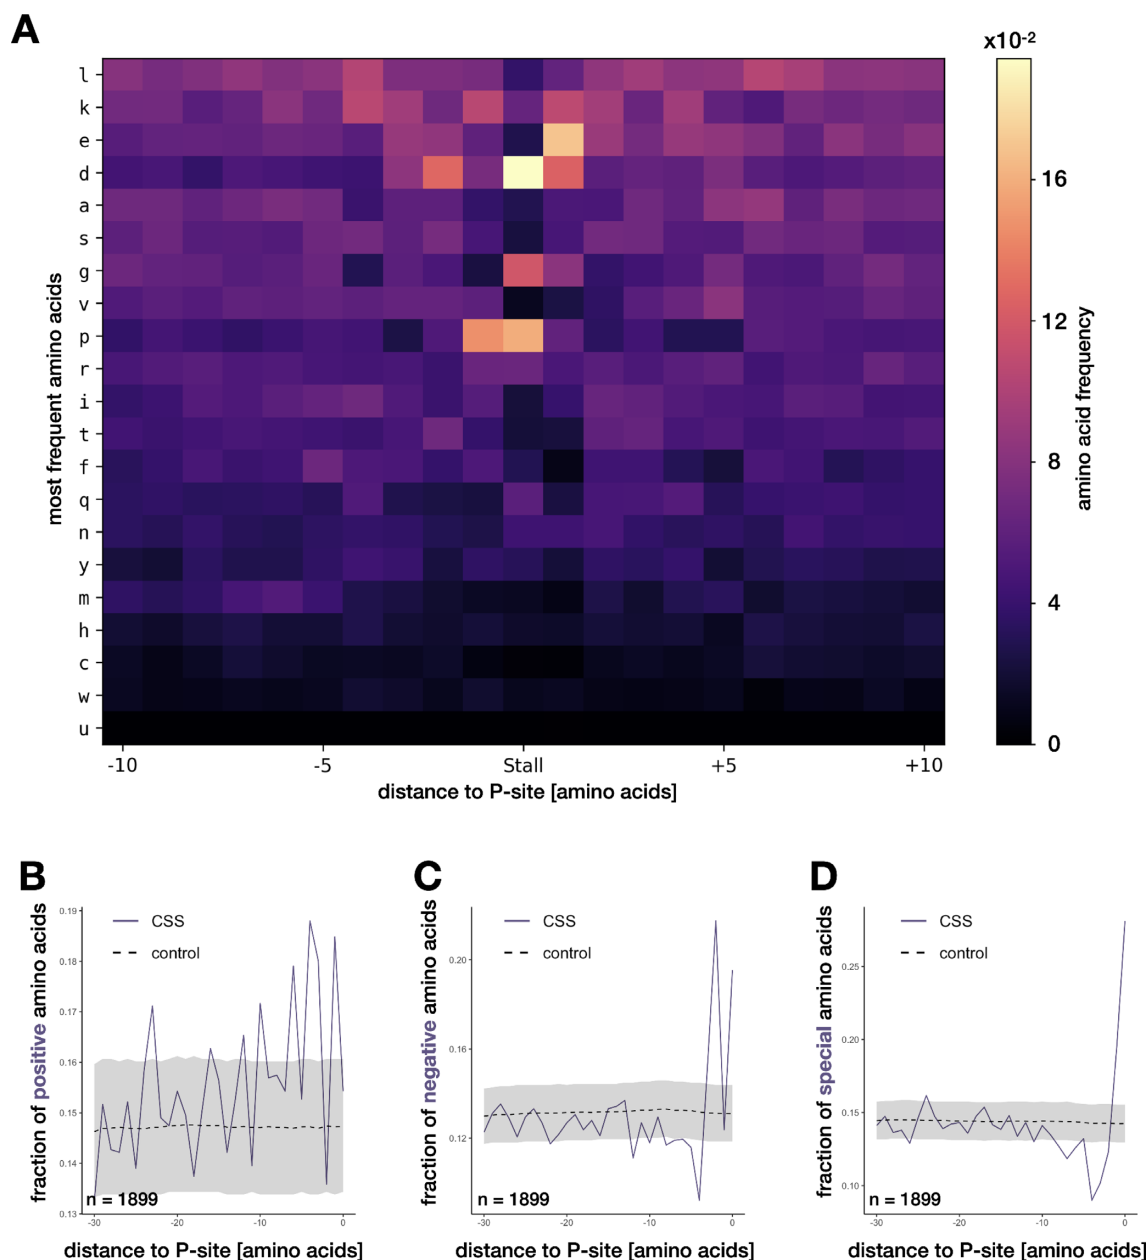 A
x10-2
l
k
e
d
a
s
g
v
p
r
i
t
f
q
n
y
m
h
c
w
u
most frequent amino acids
-10 -5 Stall +5 +10
distance to P-site [amino acids]
16
12
8
4
0
amino acid frequency
B
0.19
0.18
0.17
0.16
0.15
0.14
0.13
fraction of positive amino acids
CSS
control
n = 1899
-30 -20 -10 0
distance to P-site [amino acids]
C
0.20
0.16
0.12
fraction of negative amino acids
CSS
control
n = 1899
-30 -20 -10 0
distance to P-site [amino acids]
D
0.25
0.20
0.15
0.10
fraction of special amino acids
CSS
control
n = 1899
-30 -20 -10 0
distance to P-site [amino acids]